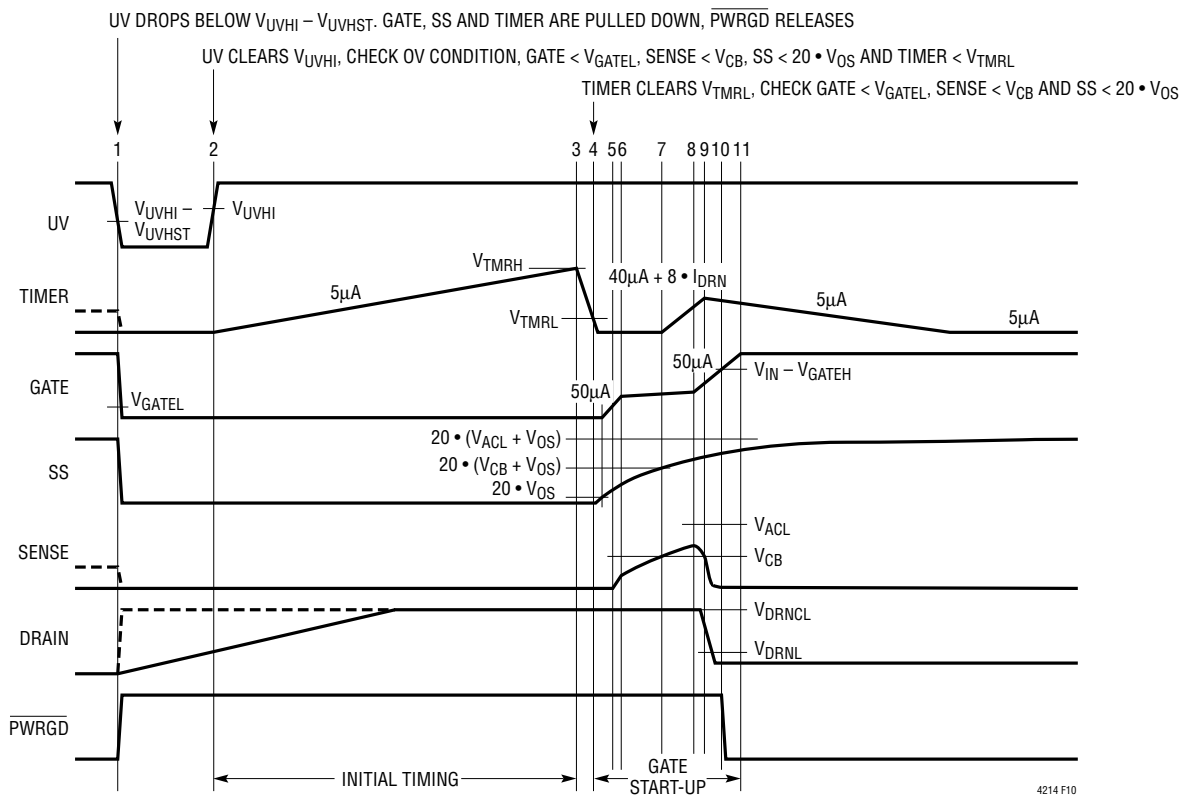 UV DROPS BELOW VUVHI – VUVHST. GATE, SS AND TIMER ARE PULLED DOWN, PWRGD RELEASES
UV CLEARS VUVHI, CHECK OV CONDITION, GATE < VGATEL, SENSE < VCB, SS < 20 • VOS AND TIMER < VTMRL
TIMER CLEARS VTMRL, CHECK GATE < VGATEL, SENSE < VCB AND SS < 20 • VOS
1 2 3 4 56 7 8 9 10 11
UV
VUVHI –
VUVHST
VUVHI
TIMER
5µA
VTMRH
VTMRL
40µA + 8 • IDRN
5µA
5µA
GATE
VGATEL
50µA
50µA
VIN – VGATEH
SS
20 • (VACL + VOS)
20 • (VCB + VOS)
20 • VOS
SENSE
VACL
VCB
DRAIN
VDRNCL
VDRNL
PWRGD
INITIAL TIMING
GATE
START-UP
4214 F10